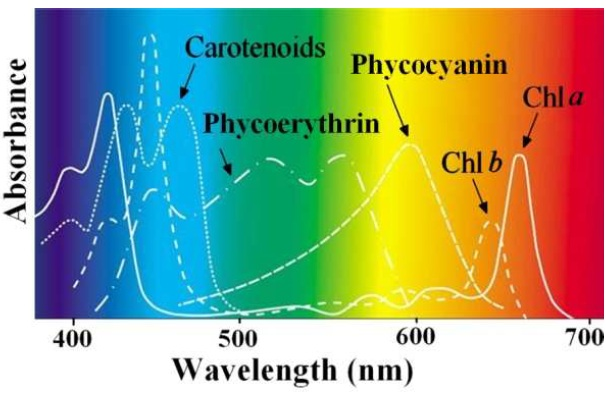 Carotenoids
Phycocyanin
Chl a
Phycoerythrin
Chl b
Absorbance
400 500 600 700
Wavelength (nm)